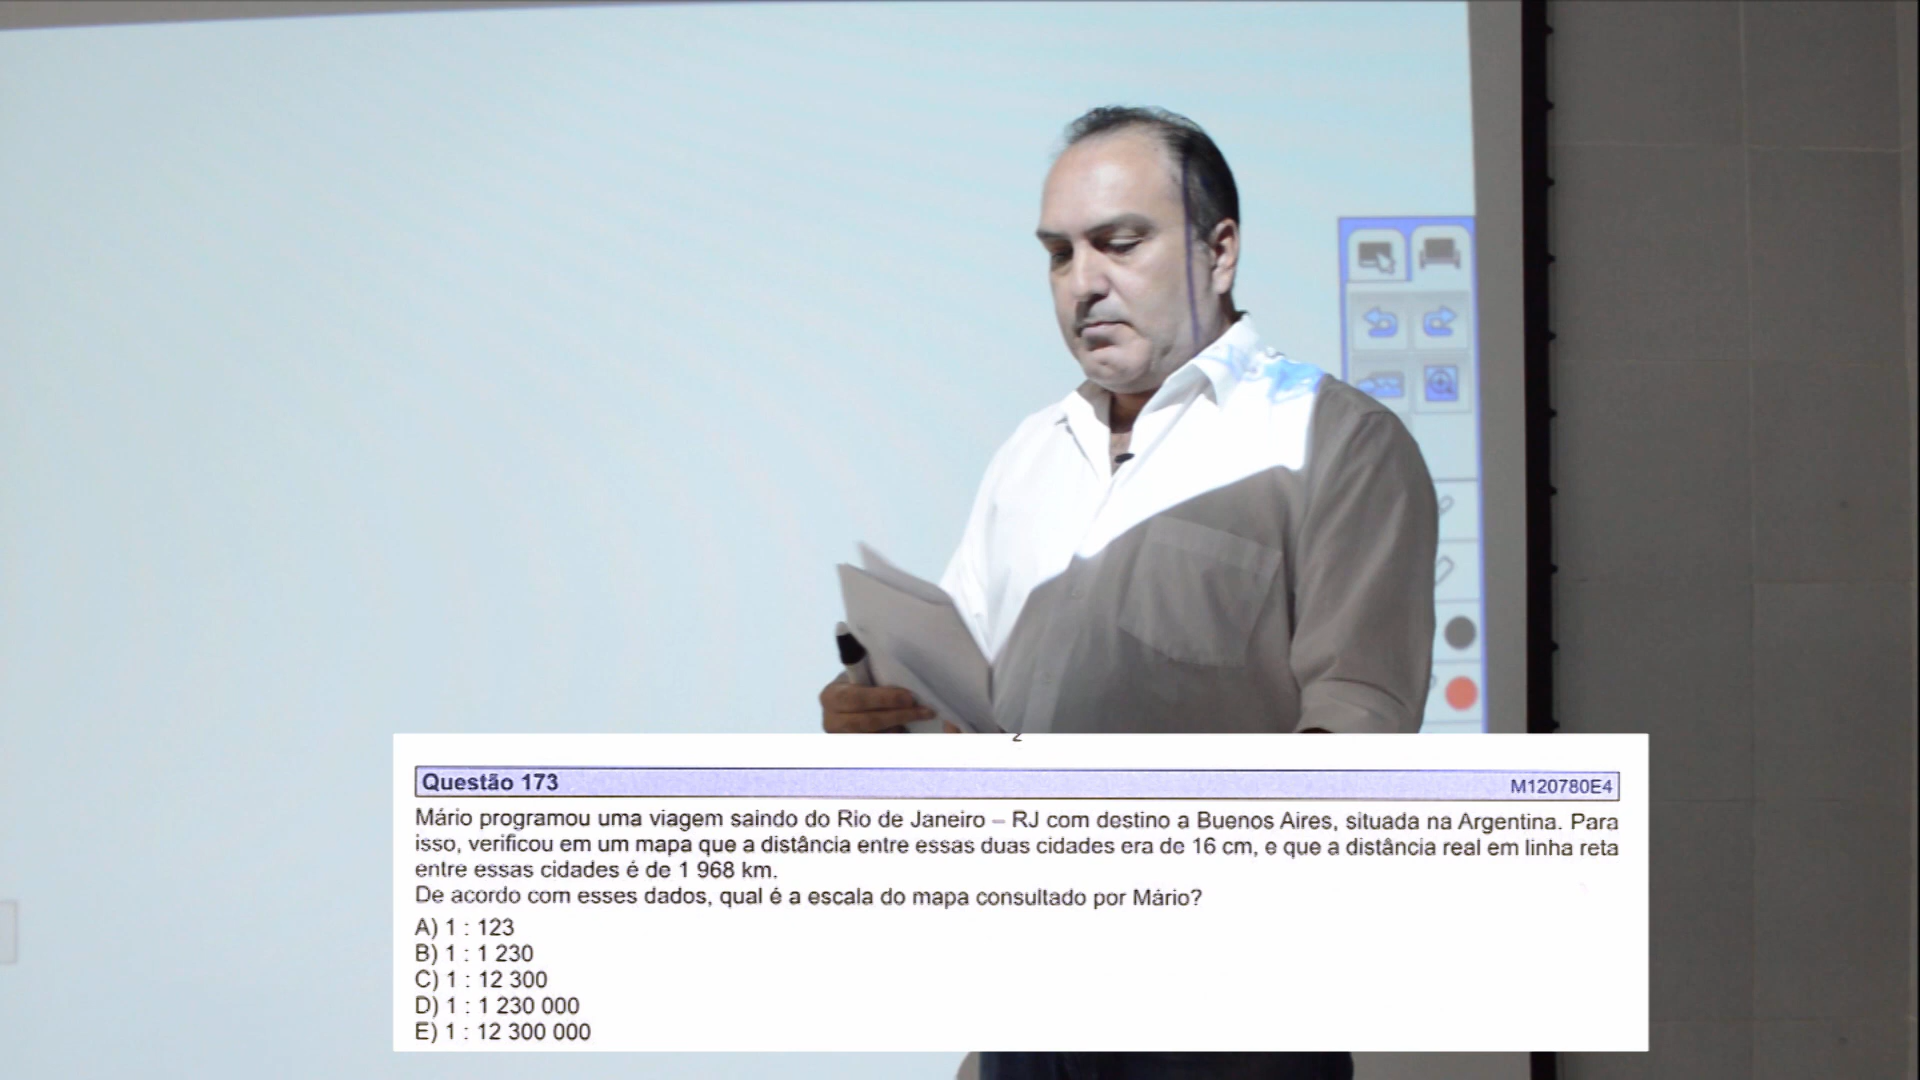 2
Questão 173
M120780E4
Mário programou uma viagem saindo do Rio de Janeiro – RJ com destino a Buenos Aires, situada na Argentina. Para
isso, verificou em um mapa que a distância entre essas duas cidades era de 16 cm, e que a distância real em linha reta
entre essas cidades é de 1 968 km.
De acordo com esses dados, qual é a escala do mapa consultado por Mário?
A) 1 : 123
B) 1 : 1 230
C) 1 : 12 300
D) 1 : 1 230 000
E) 1 : 12 300 000